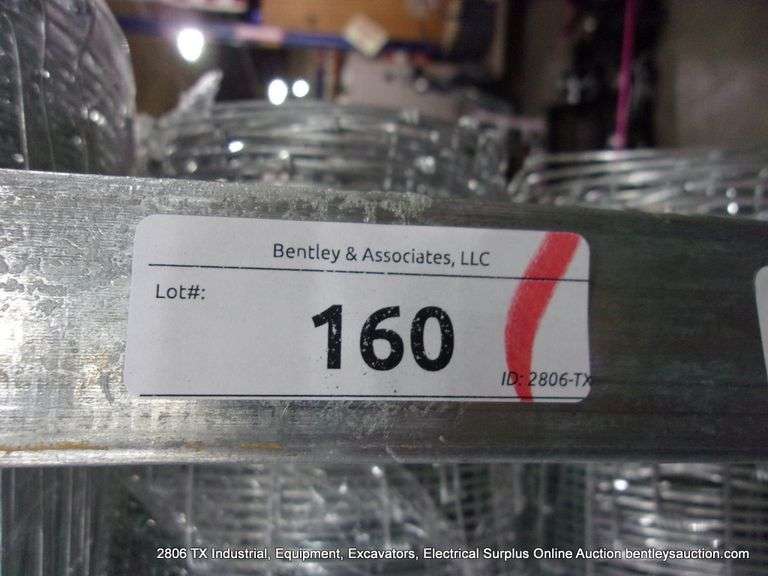 Bentley & Associates, LLC
Lot#:
160
ID: 2806-TX
2806 TX Industrial, Equipment, Excavators, Electrical Surplus Online Auction bentleysauction.com